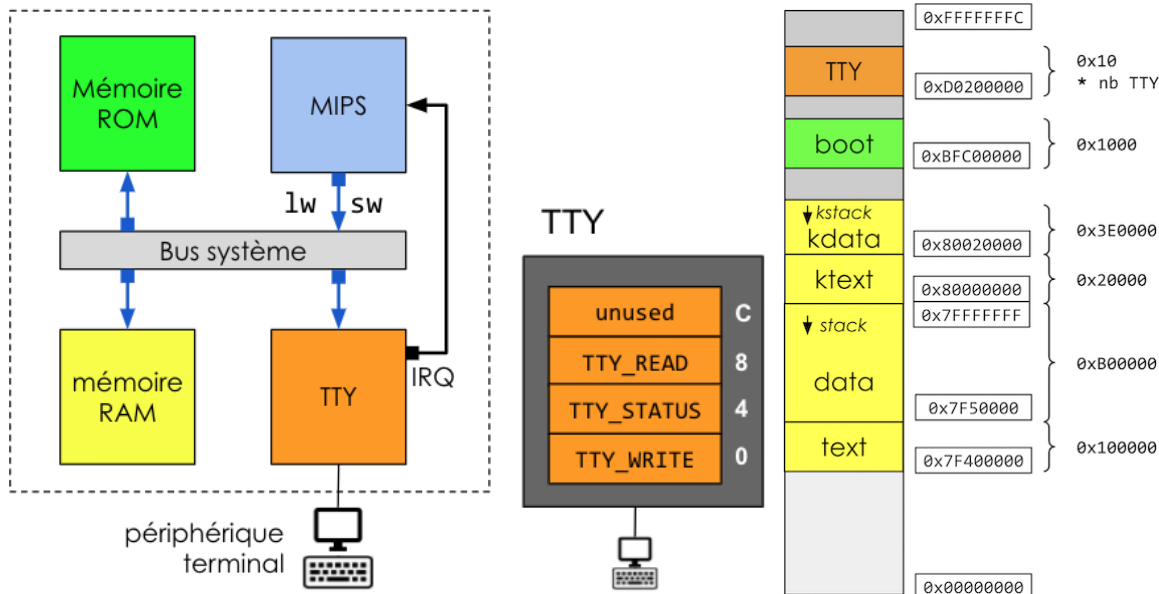 Mémoire
ROM
MIPS
lw sw
Bus système
mémoire
RAM
TTY
IRQ
périphérique
terminal
TTY
unused C
TTY_READ 8
TTY_STATUS 4
TTY_WRITE 0
0xFFFFFFFC
TTY
0xD0200000
0x10
* nb TTY
boot
0xBFC00000
0x1000
kstack
kdata
0x80020000
0x3E0000
ktext
0x80000000
0x20000
0x7FFFFFFF
stack
data
0x7F500000
0xB00000
text
0x7F400000
0x100000
0x00000000